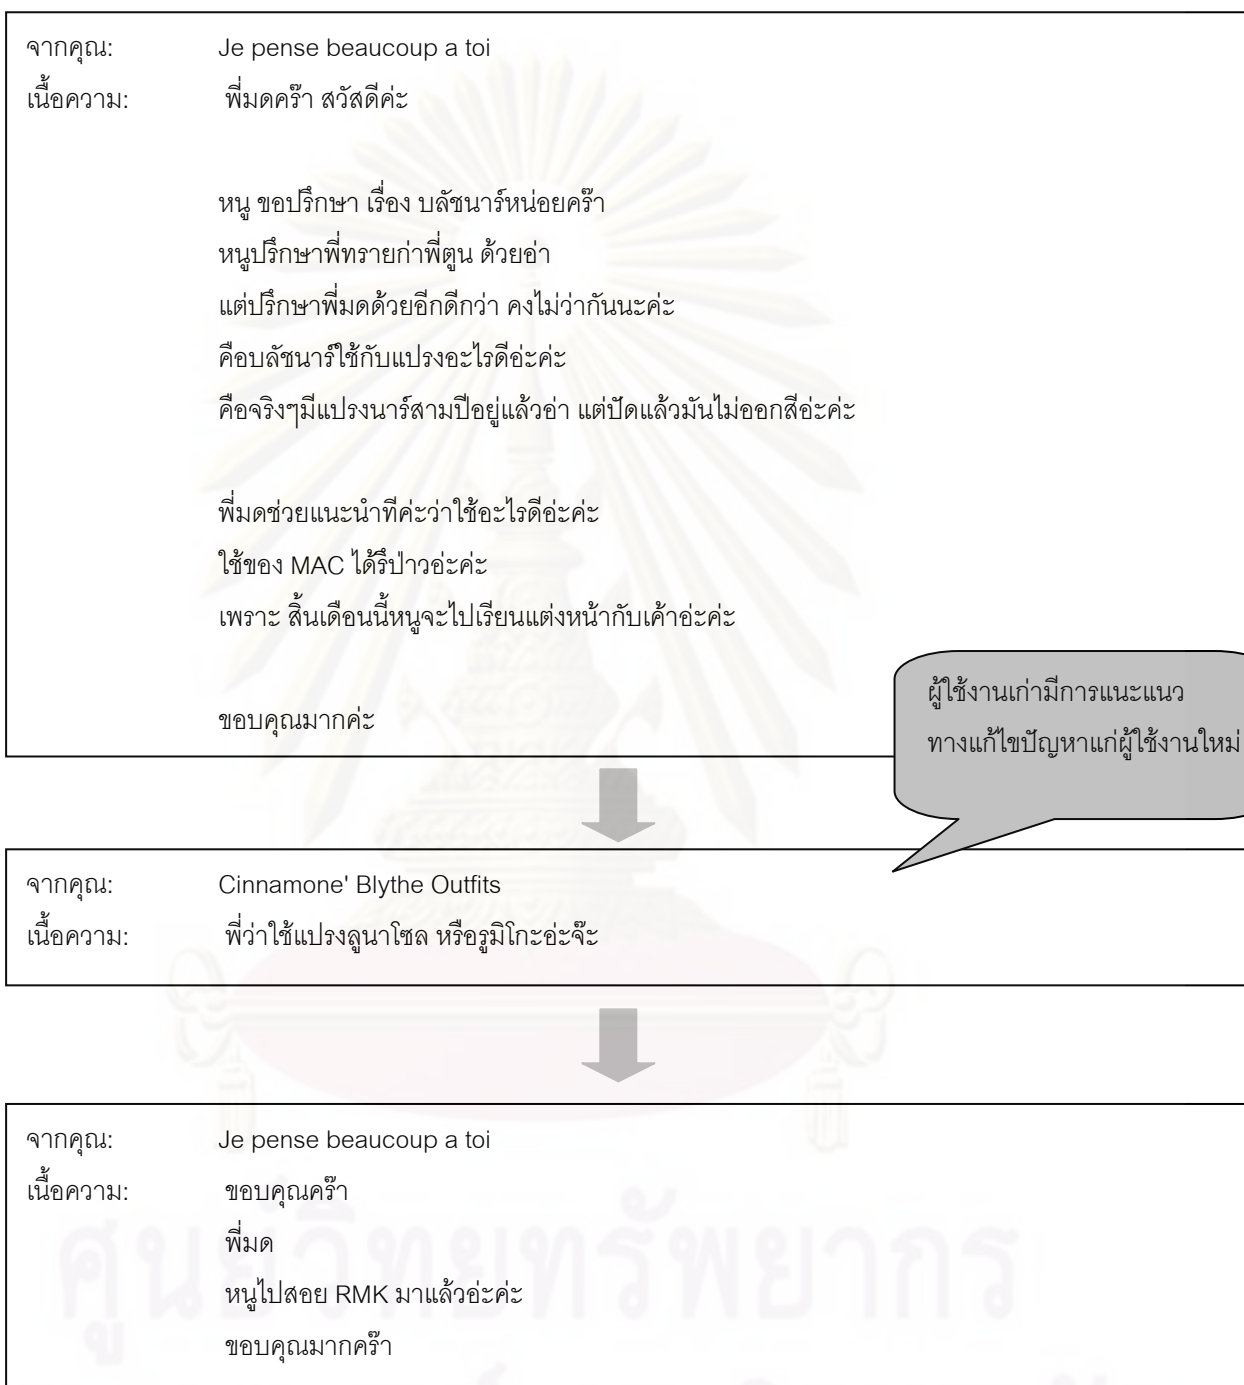 จากคุณ: Je pense beaucoup a toi
เนื้อความ: พี่มดคร๊า สวัสดีค่ะ
หนู ขอปรึกษา เรื่อง บลัชนาร์หน่อยคร๊า
หนูปรึกษาพี่ทรายก่าพี่ตูน ด้วยอ่า
แต่ปรึกษาพี่มดด้วยอีกดีกว่า คงไม่ว่ากันนะค่ะ
คือบลัชนาร์ใช้กับแปรงอะไรดีอ่ะค่ะ
คือจริงๆมีแปรงนาร์สามปีอยู่แล้วอ่า แต่ปัดแล้วมันไม่ออกสีอ่ะค่ะ
พี่มดช่วยแนะนำทีค่ะว่าใช้อะไรดีอ่ะค่ะ
ใช้ของ MAC ได้รึป่าวอ่ะค่ะ
เพราะ สิ้นเดือนนี้หนูจะไปเรียนแต่งหน้ากับเค้าอ่ะค่ะ
ขอบคุณมากค่ะ
ผู้ใช้งานเก่ามีการแนะแนว
ทางแก้ไขปัญหาแก่ผู้ใช้งานใหม่
จากคุณ: Cinnamone' Blythe Outfits
เนื้อความ: พี่ว่าใช้แปรงลูนาโซล หรือรูมิโกะอ่ะจ๊ะ
จากคุณ: Je pense beaucoup a toi
เนื้อความ: ขอบคุณคร๊า
พี่มด
หนูไปสอย RMK มาแล้วอ่ะค่ะ
ขอบคุณมากคร๊า
ศูนย์วิทยทรัพยากร